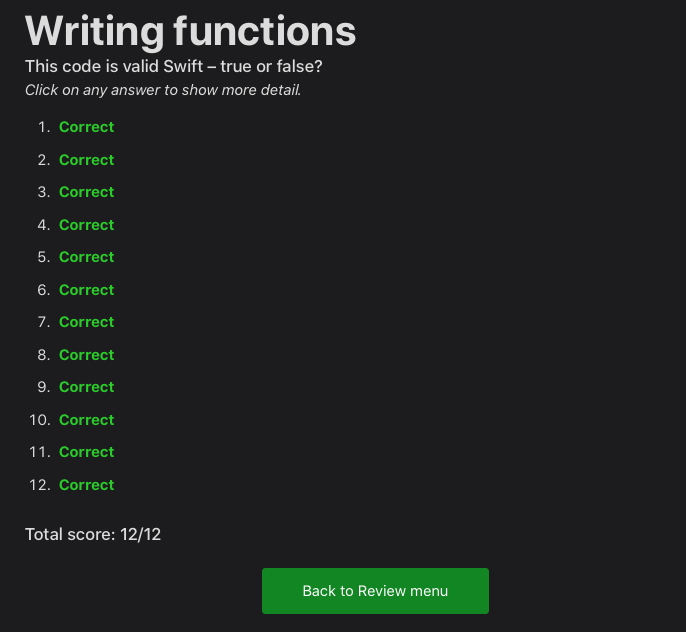 Writing functions
This code is valid Swift – true or false?
Click on any answer to show more detail.
1. Correct
2. Correct
3. Correct
4. Correct
5. Correct
6. Correct
7. Correct
8. Correct
9. Correct
10. Correct
11. Correct
12. Correct
Total score: 12/12
Back to Review menu